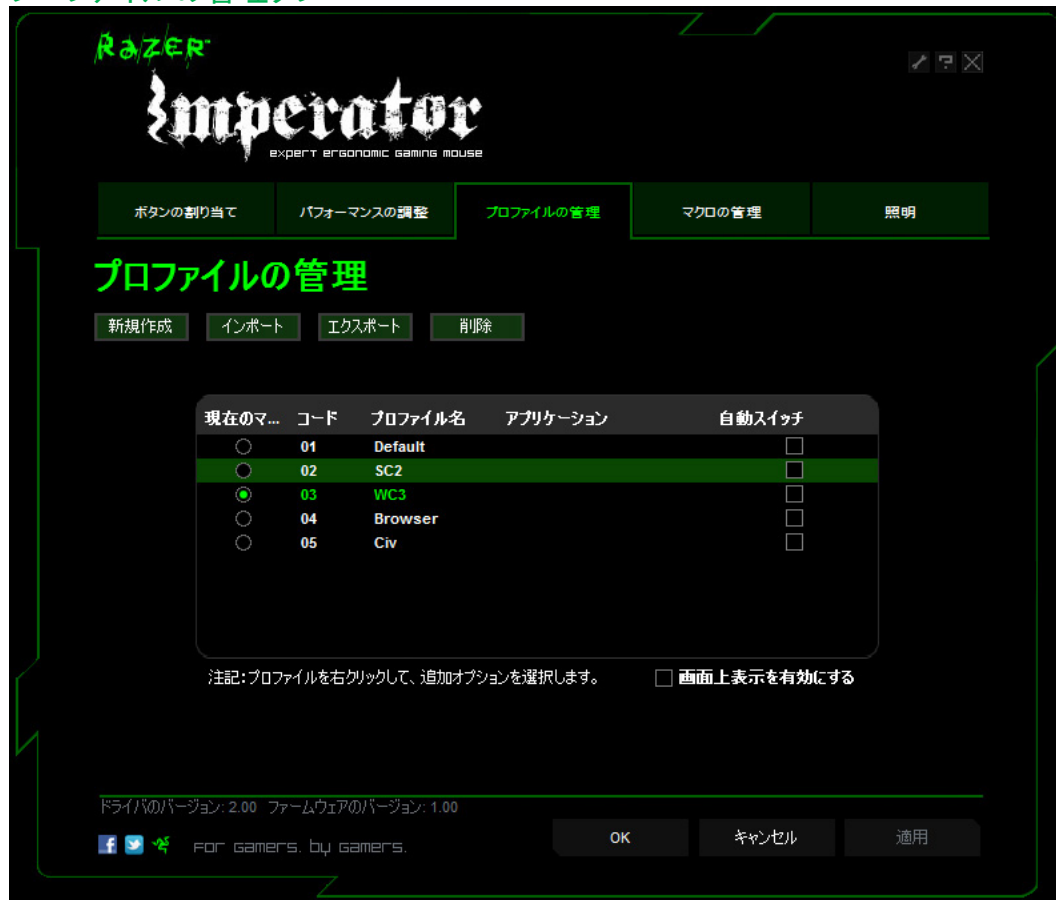 RAZER™
Imperator
expert ergonomic gaming mouse
ボタンの割り当て パフォーマンスの調整 プロファイルの管理 マクロの管理 照明
プロファイルの管理
新規作成 インポート エクスポート 削除
現在のマ... コード プロファイル名 アプリケーション 自動スイッチ
01 Default
02 SC2
03 WC3
04 Browser
05 Civ
注記:プロファイルを右クリックして、追加オプションを選択します。 画面上表示を有効にする
ドライバのバージョン: 2.00 ファームウェアのバージョン: 1.00
For gamers. by gamers.
OK キャンセル 適用